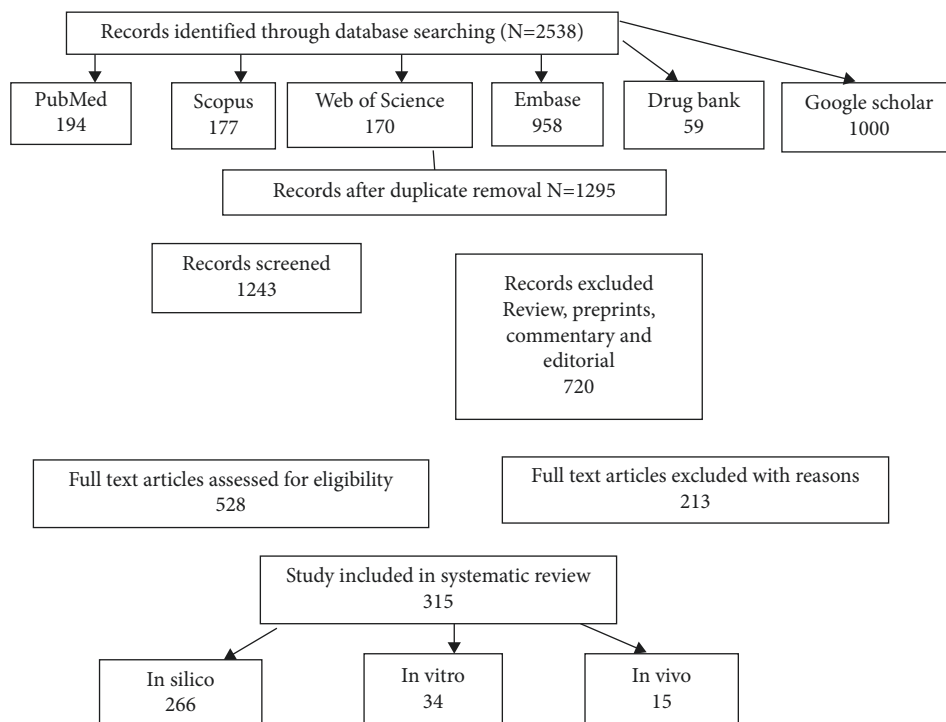 Records identified through database searching (N=2538)
PubMed
194
Scopus
177
Web of Science
170
Embase
958
Drug bank
59
Google scholar
1000
Records after duplicate removal N=1295
Records screened
1243
Records excluded
Review, preprints,
commentary and
editorial
720
Full text articles assessed for eligibility
528
Full text articles excluded with reasons
213
Study included in systematic review
315
In silico
266
In vitro
34
In vivo
15